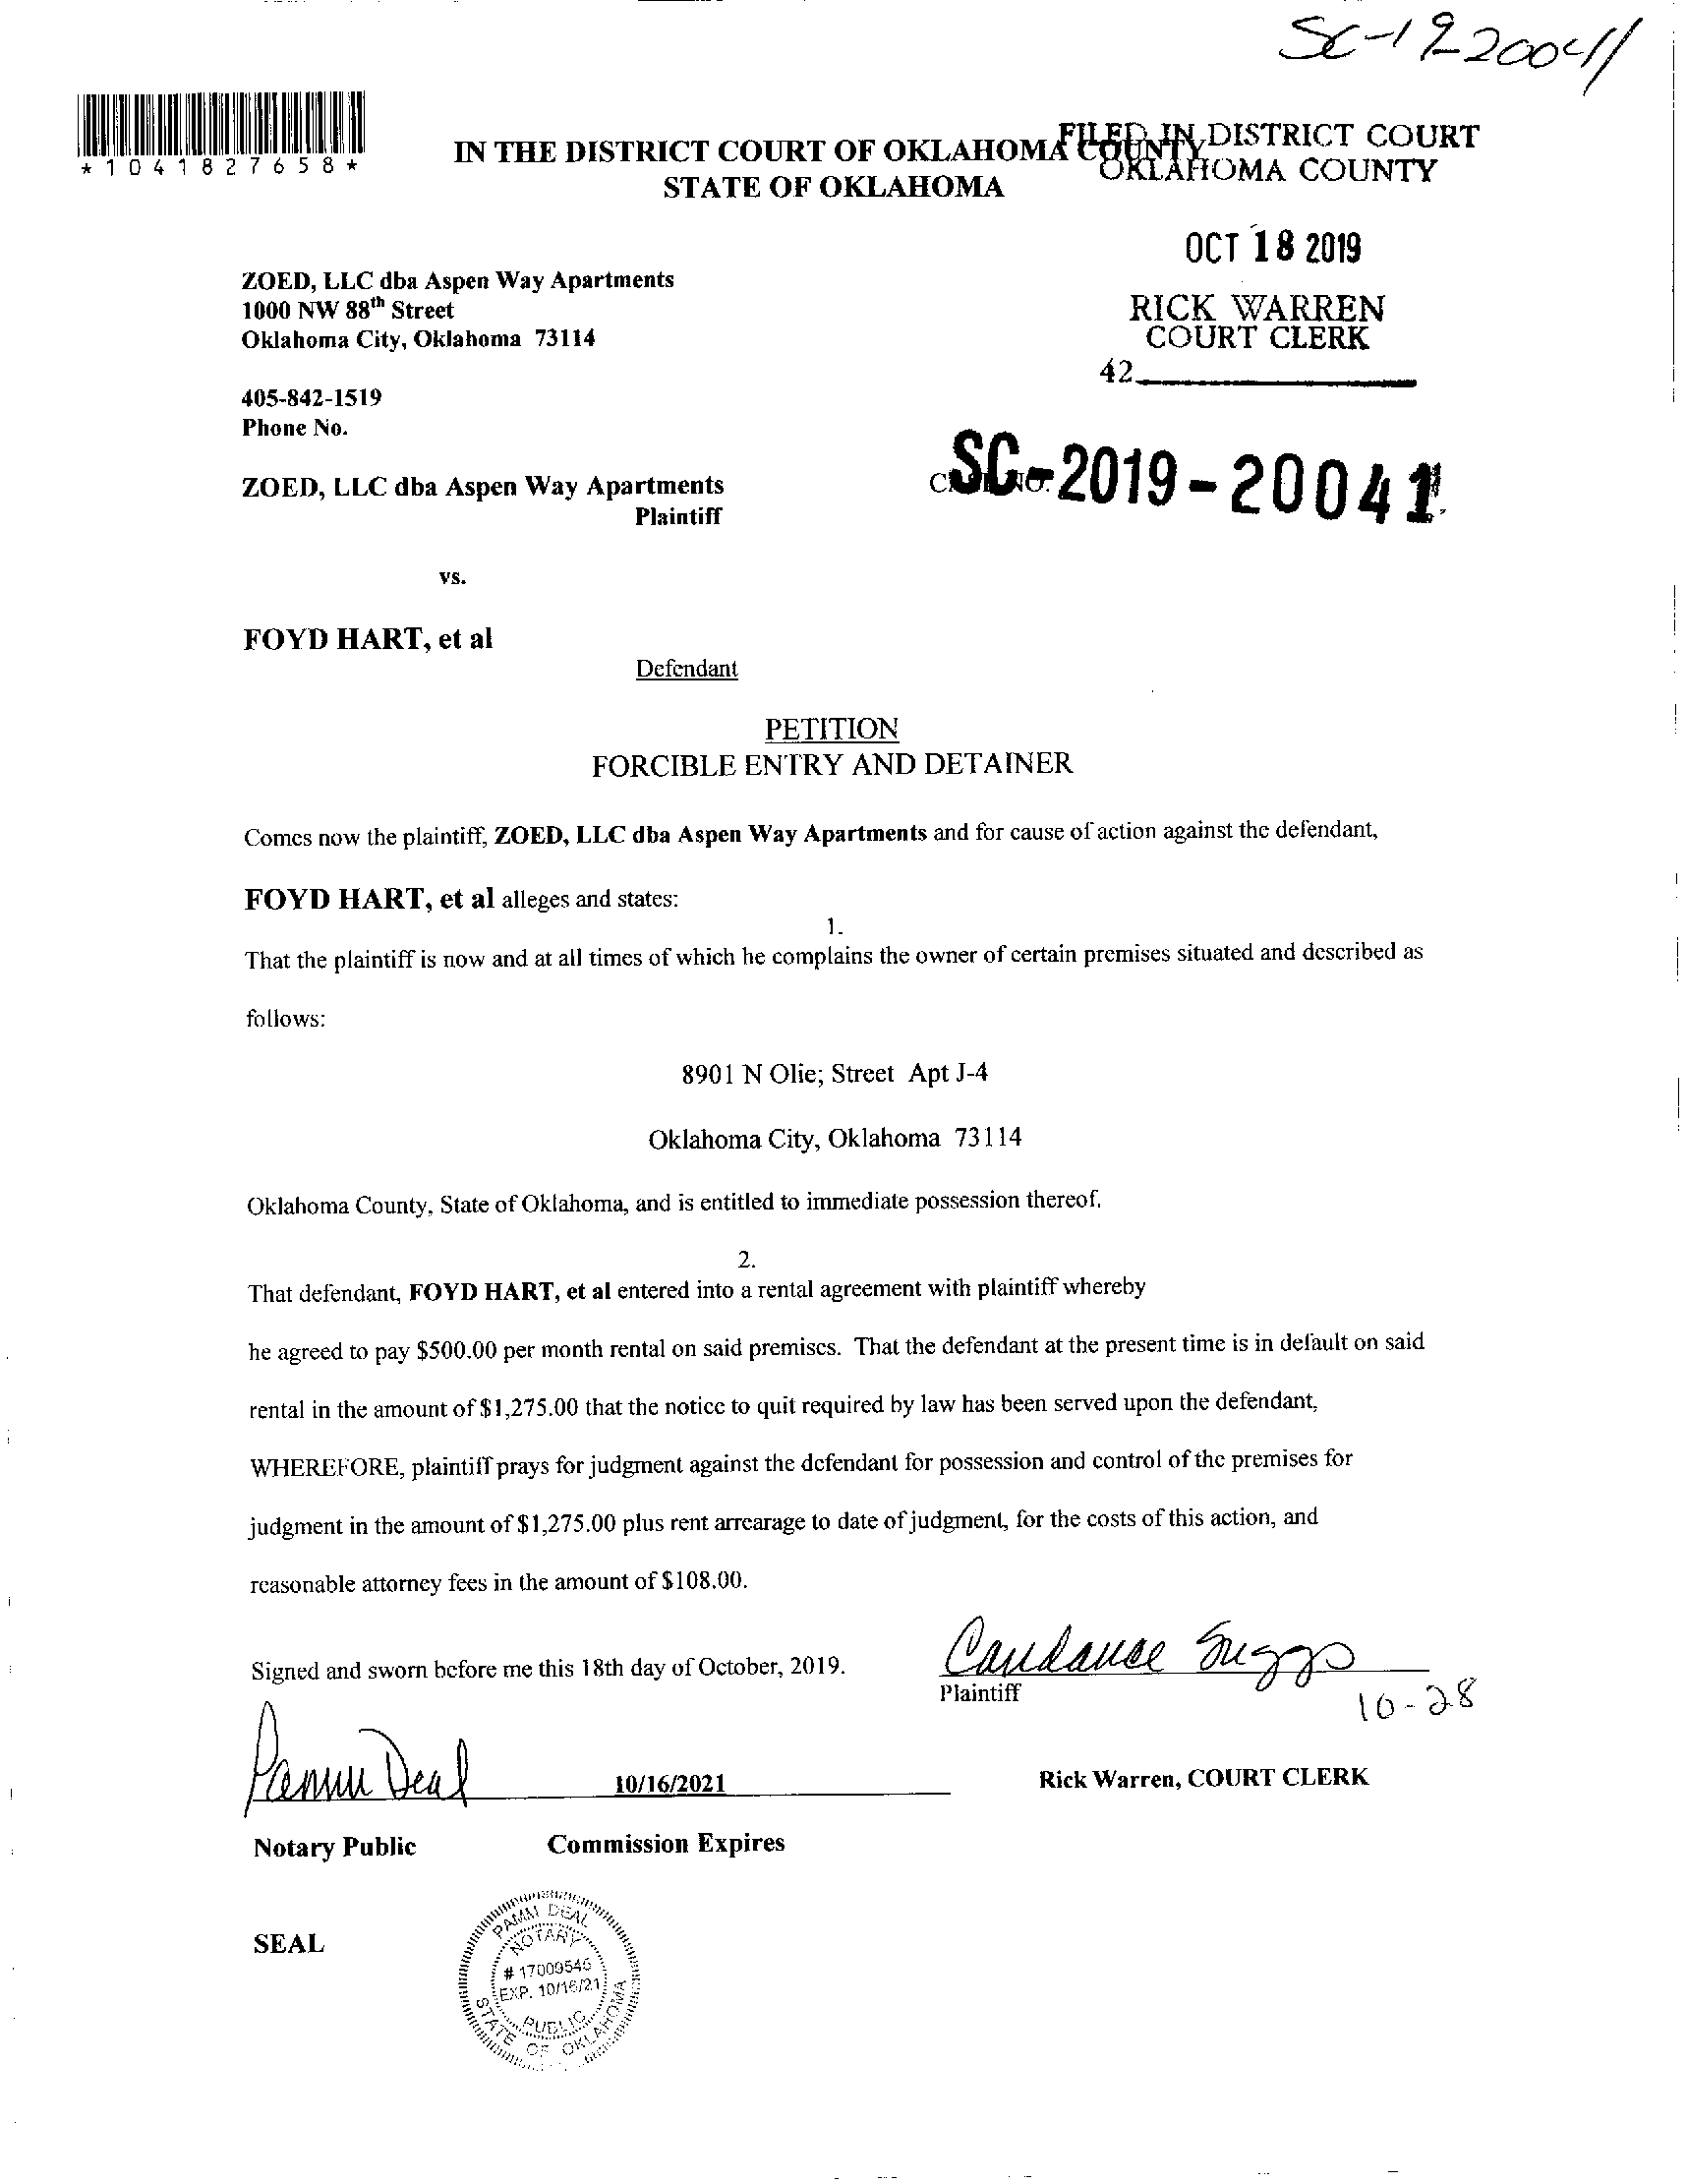 SC-19-20041
*1041827658*
IN THE DISTRICT COURT OF OKLAHOMA COUNTY
STATE OF OKLAHOMA
FILED IN DISTRICT COURT
OKLAHOMA COUNTY
OCT 18 2019
RICK WARREN
COURT CLERK
42
ZOED, LLC dba Aspen Way Apartments
1000 NW 88th Street
Oklahoma City, Oklahoma 73114
405-842-1519
Phone No.
ZOED, LLC dba Aspen Way Apartments
Plaintiff
SC-2019-20041
vs.
FOYD HART, et al
Defendant
PETITION
FORCIBLE ENTRY AND DETAINER
Comes now the plaintiff, ZOED, LLC dba Aspen Way Apartments and for cause of action against the defendant,
FOYD HART, et al alleges and states:
1.
That the plaintiff is now and at all times of which he complains the owner of certain premises situated and described as
follows:
8901 N Olie; Street Apt J-4
Oklahoma City, Oklahoma 73114
Oklahoma County, State of Oklahoma, and is entitled to immediate possession thereof.
2.
That defendant, FOYD HART, et al entered into a rental agreement with plaintiff whereby
he agreed to pay $500.00 per month rental on said premises. That the defendant at the present time is in default on said
rental in the amount of $1,275.00 that the notice to quit required by law has been served upon the defendant,
WHEREFORE, plaintiff prays for judgment against the defendant for possession and control of the premises for
judgment in the amount of $1,275.00 plus rent arrearage to date of judgment, for the costs of this action, and
reasonable attorney fees in the amount of $108.00.
Signed and sworn before me this 18th day of October, 2019.
Candance Suggs
Plaintiff
10-28
Pamm Deal
10/16/2021
Rick Warren, COURT CLERK
Notary Public Commission Expires
SEAL
PAMM DEAL
NOTARY
# 17009546
EXP. 10/16/21
PUBLIC
STATE OF OKLAHOMA